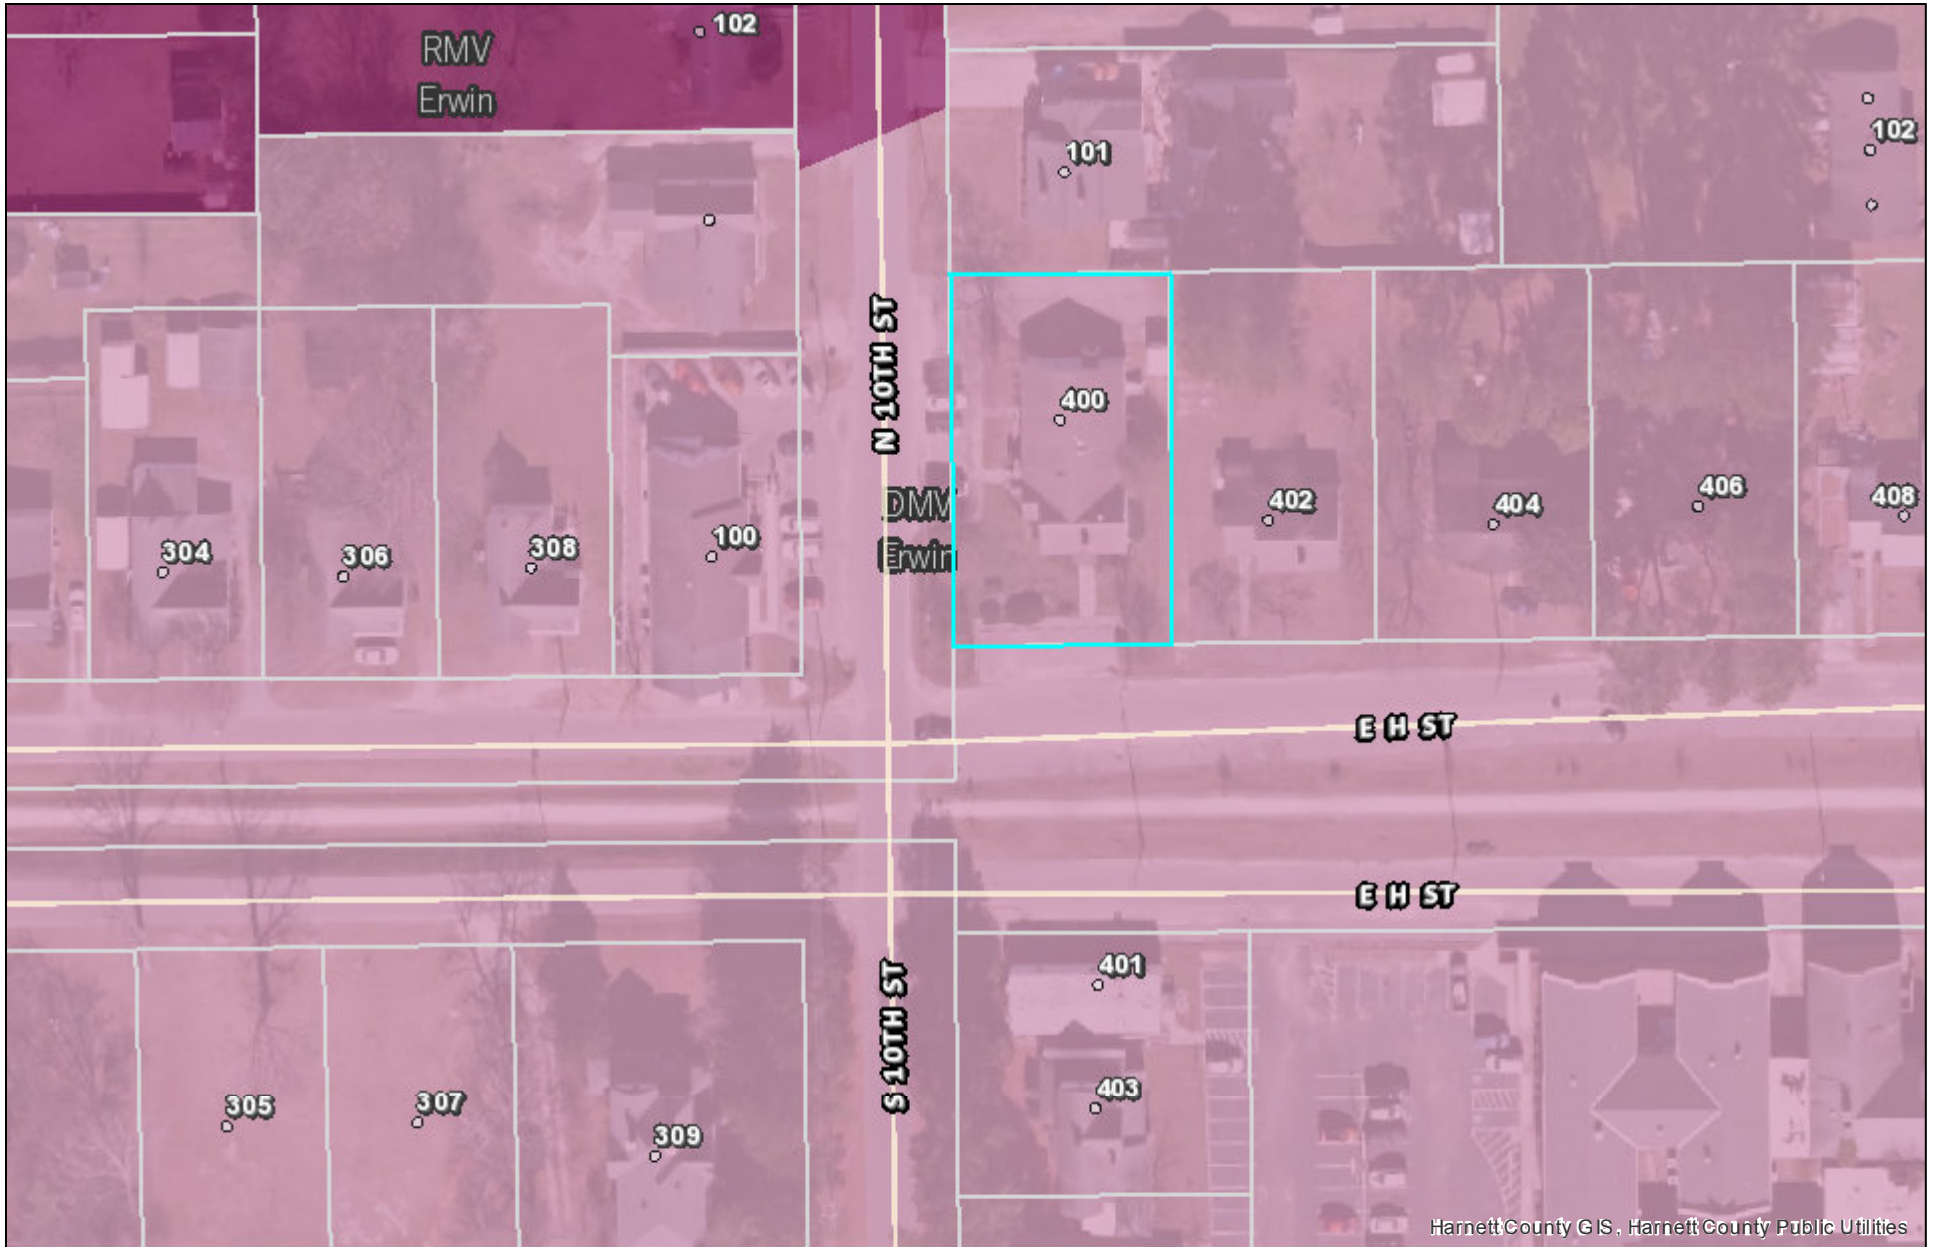 102
RMV
Erwin
102
101
N 10TH ST
400
DMV
Erwin
402
404
406
408
304
306
308
100
E H ST
E H ST
401
S 10TH ST
403
305
307
309
Harnett County GIS, Harnett County Public Utilities